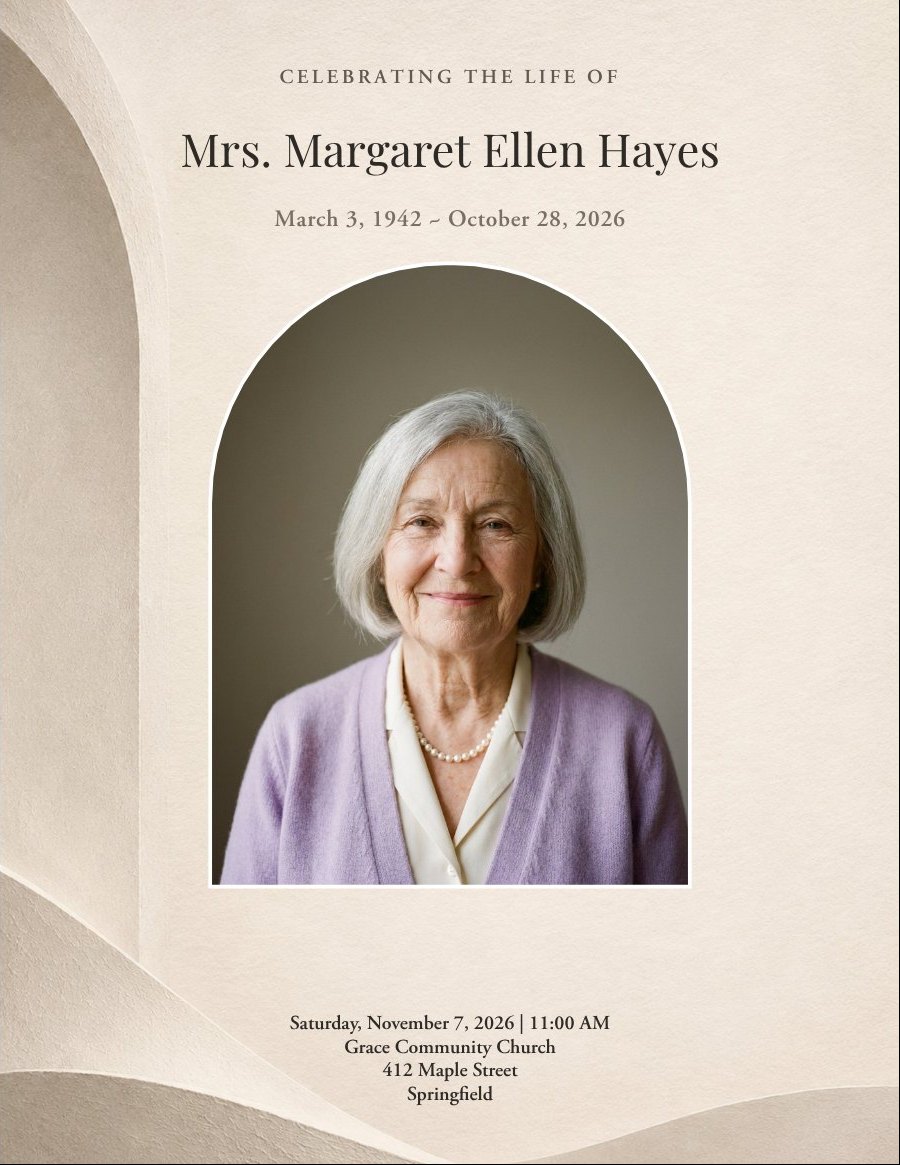 CELEBRATING THE LIFE OF
Mrs. Margaret Ellen Hayes
March 3, 1942 ~ October 28, 2026
Saturday, November 7, 2026 | 11:00 AM
Grace Community Church
412 Maple Street
Springfield